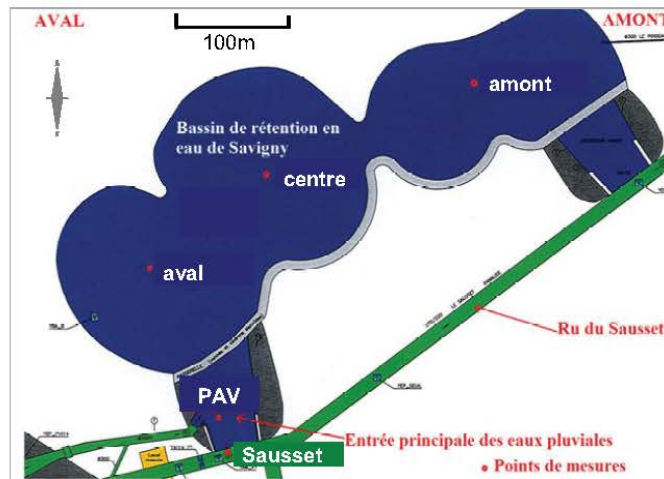 AVAL
100m
AMONT
amont
Bassin de rétention en
eau de Savigny
centre
aval
Ru du Sausset
PAV
Entrée principale des eaux pluviales
Sausset
Points de mesures